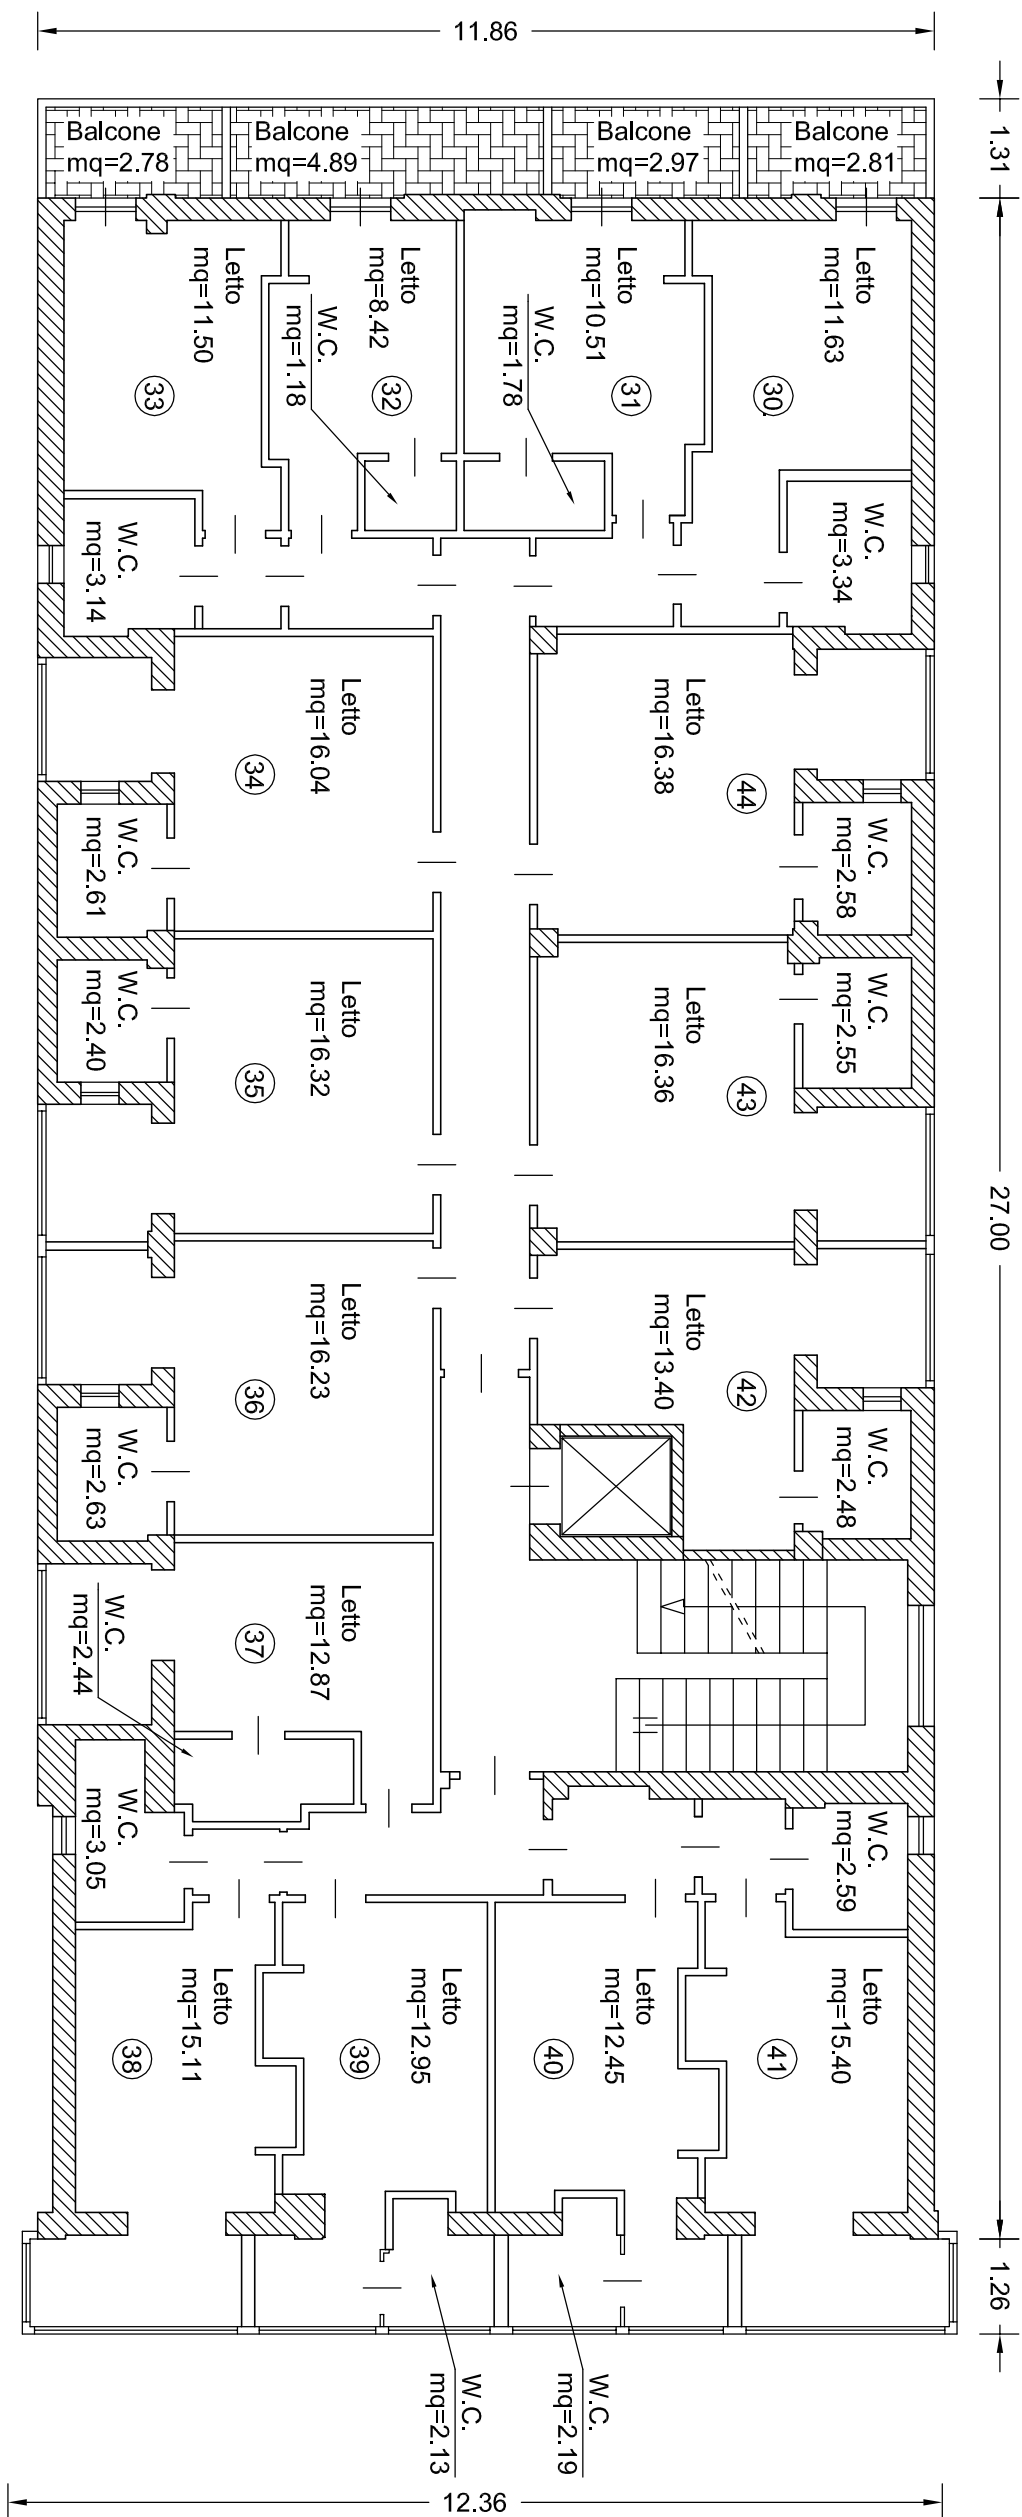 11.86
1.31
Balcone
mq=2.78
Balcone
mq=4.89
Balcone
mq=2.97
Balcone
mq=2.81
Letto
mq=11.50
33
W.C.
mq=1.18
Letto
mq=8.42
32
W.C.
mq=1.78
Letto
mq=10.51
31
Letto
mq=11.63
30
W.C.
mq=3.14
W.C.
mq=3.34
Letto
mq=16.04
34
Letto
mq=16.38
44
W.C.
mq=2.61
W.C.
mq=2.58
W.C.
mq=2.40
Letto
mq=16.32
35
Letto
mq=16.36
43
W.C.
mq=2.55
27.00
Letto
mq=16.23
36
Letto
mq=13.40
42
W.C.
mq=2.63
W.C.
mq=2.48
W.C.
mq=2.44
Letto
mq=12.87
37
W.C.
mq=3.05
W.C.
mq=2.59
Letto
mq=15.11
38
Letto
mq=12.95
39
Letto
mq=12.45
40
Letto
mq=15.40
41
1.26
W.C.
mq=2.13
W.C.
mq=2.19
12.36